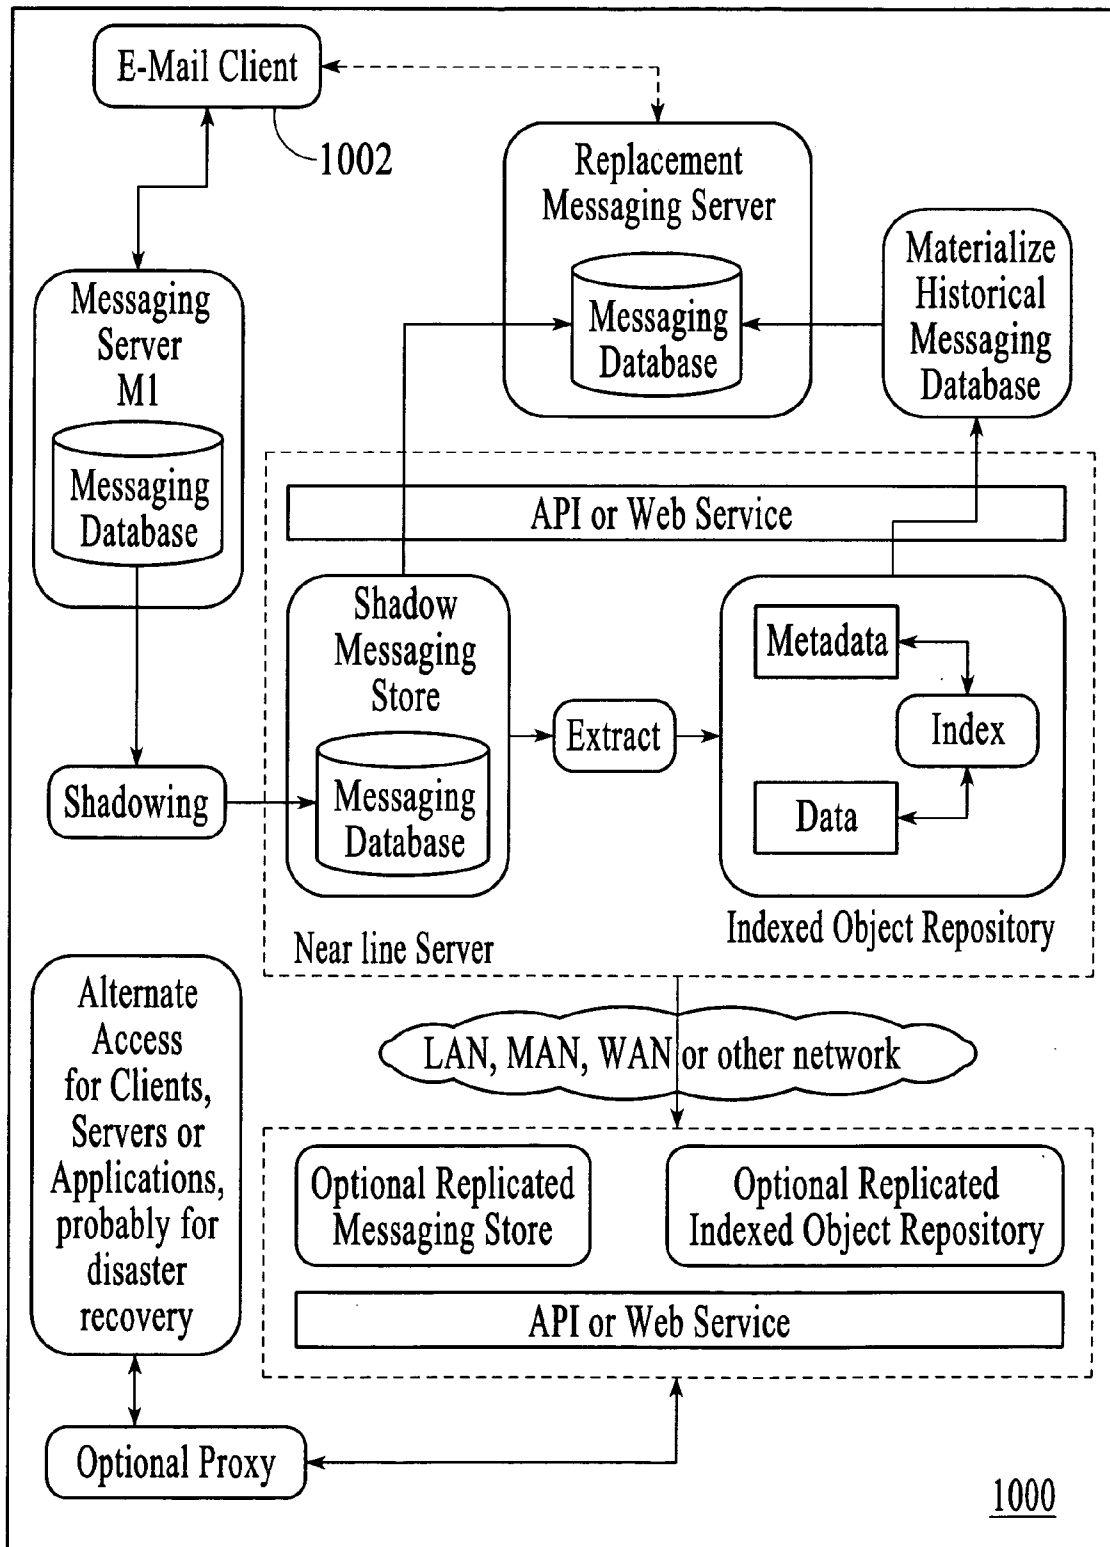 E-Mail Client
1002
Replacement
Messaging Server
Messaging
Database
Materialize
Historical
Messaging
Database
Messaging
Server
M1
Messaging
Database
API or Web Service
Shadow
Messaging
Store
Messaging
Database
Extract
Metadata
Index
Data
Shadowing
Near line Server
Indexed Object Repository
Alternate
Access
for Clients,
Servers or
Applications,
probably for
disaster
recovery
LAN, MAN, WAN or other network
Optional Replicated
Messaging Store
Optional Replicated
Indexed Object Repository
API or Web Service
Optional Proxy
1000